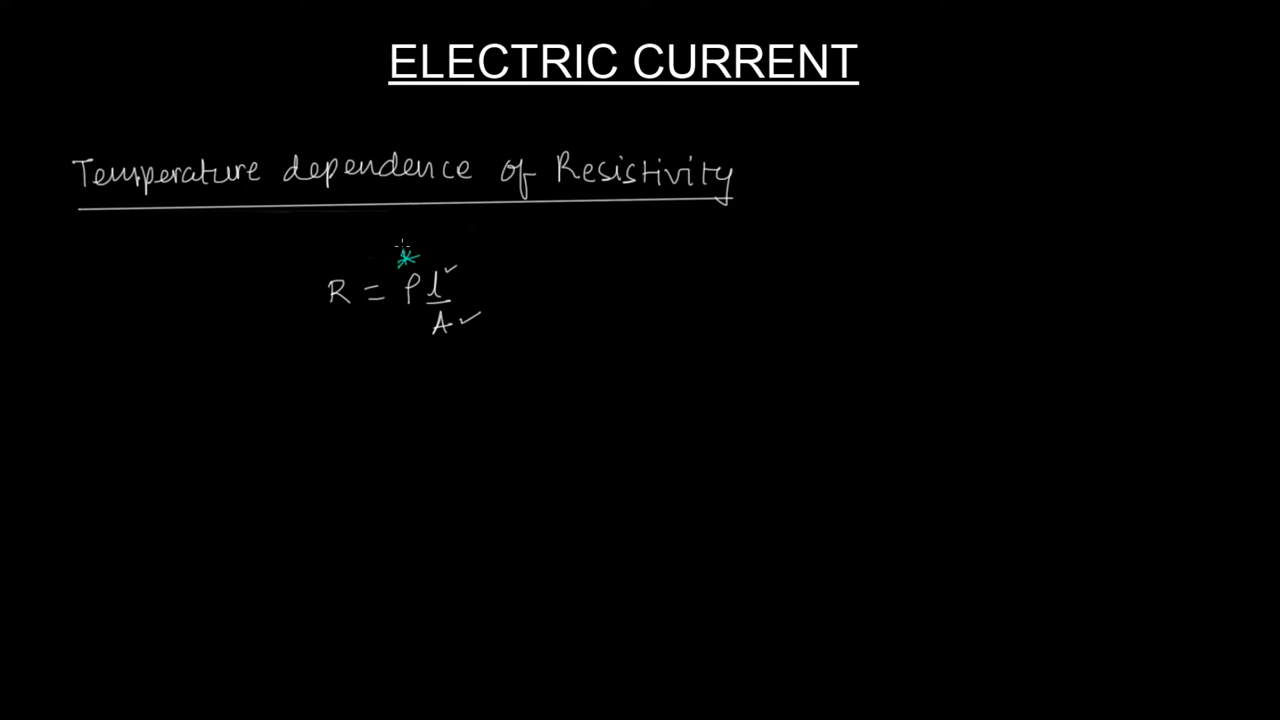 ELECTRIC CURRENT
Temperature dependence of Resistivity
*
R = ρ l ✓
A ✓